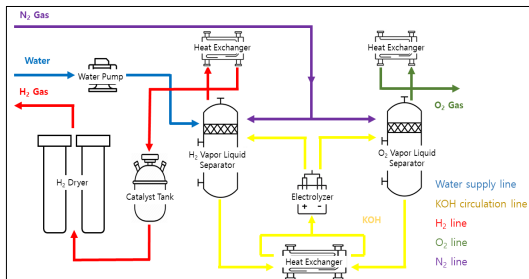 N₂ Gas
Heat Exchanger
Heat Exchanger
Water
Water Pump
H₂ Gas
O₂ Gas
H₂ Dryer
Catalyst Tank
H₂ Vapor Liquid
Separator
O₂ Vapor Liquid
Separator
Electrolyzer
+ -
KOH
Heat Exchanger
Water supply line
KOH circulation line
H₂ line
O₂ line
N₂ line